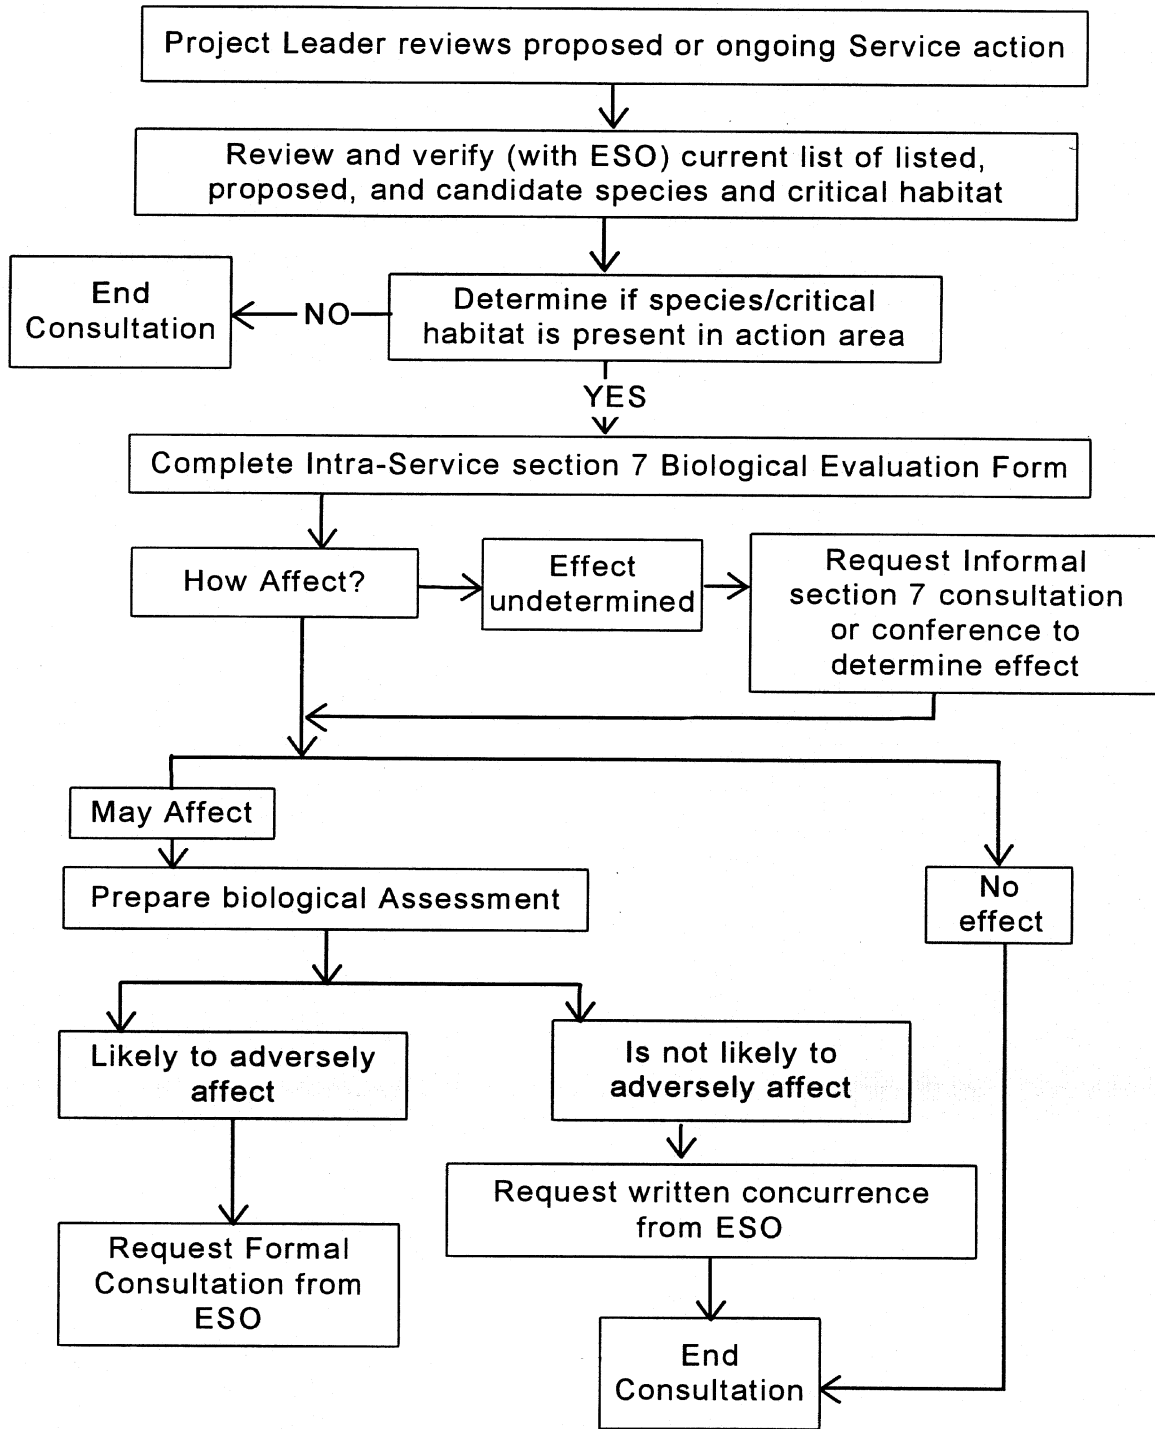 Project Leader reviews proposed or ongoing Service action
Review and verify (with ESO) current list of listed,
proposed, and candidate species and critical habitat
End
Consultation
NO
Determine if species/critical
habitat is present in action area
YES
Complete Intra-Service section 7 Biological Evaluation Form
How Affect?
Effect
undetermined
Request Informal
section 7 consultation
or conference to
determine effect
May Affect
Prepare biological Assessment
No
effect
Likely to adversely
affect
Is not likely to
adversely affect
Request written concurrence
from ESO
Request Formal
Consultation from
ESO
End
Consultation